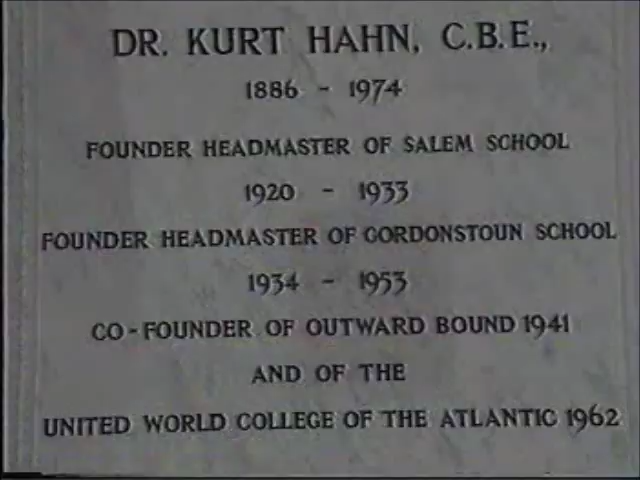 DR. KURT HAHN, C.B.E.,
1886 - 1974
FOUNDER HEADMASTER OF SALEM SCHOOL
1920 - 1933
FOUNDER HEADMASTER OF GORDONSTOUN SCHOOL
1934 - 1953
CO-FOUNDER OF OUTWARD BOUND 1941
AND OF THE
UNITED WORLD COLLEGE OF THE ATLANTIC 1962